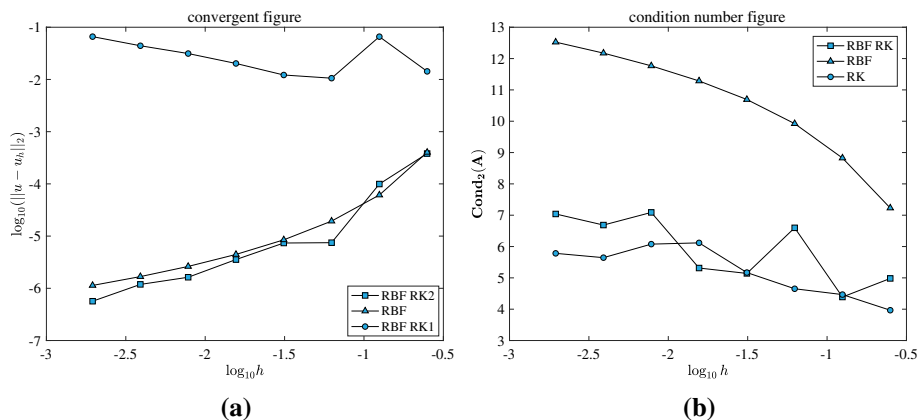 convergent figure
-1
-2
-3
-4
-5
-6
-7
log₁₀(||u − uₕ||₂)
RBF RK2
RBF
RBF RK1
-3 -2.5 -2 -1.5 -1 -0.5
log₁₀ h
(a)
condition number figure
13
12
11
10
9
8
7
6
5
4
3
Cond₂(A)
RBF RK
RBF
RK
-3 -2.5 -2 -1.5 -1 -0.5
log₁₀ h
(b)